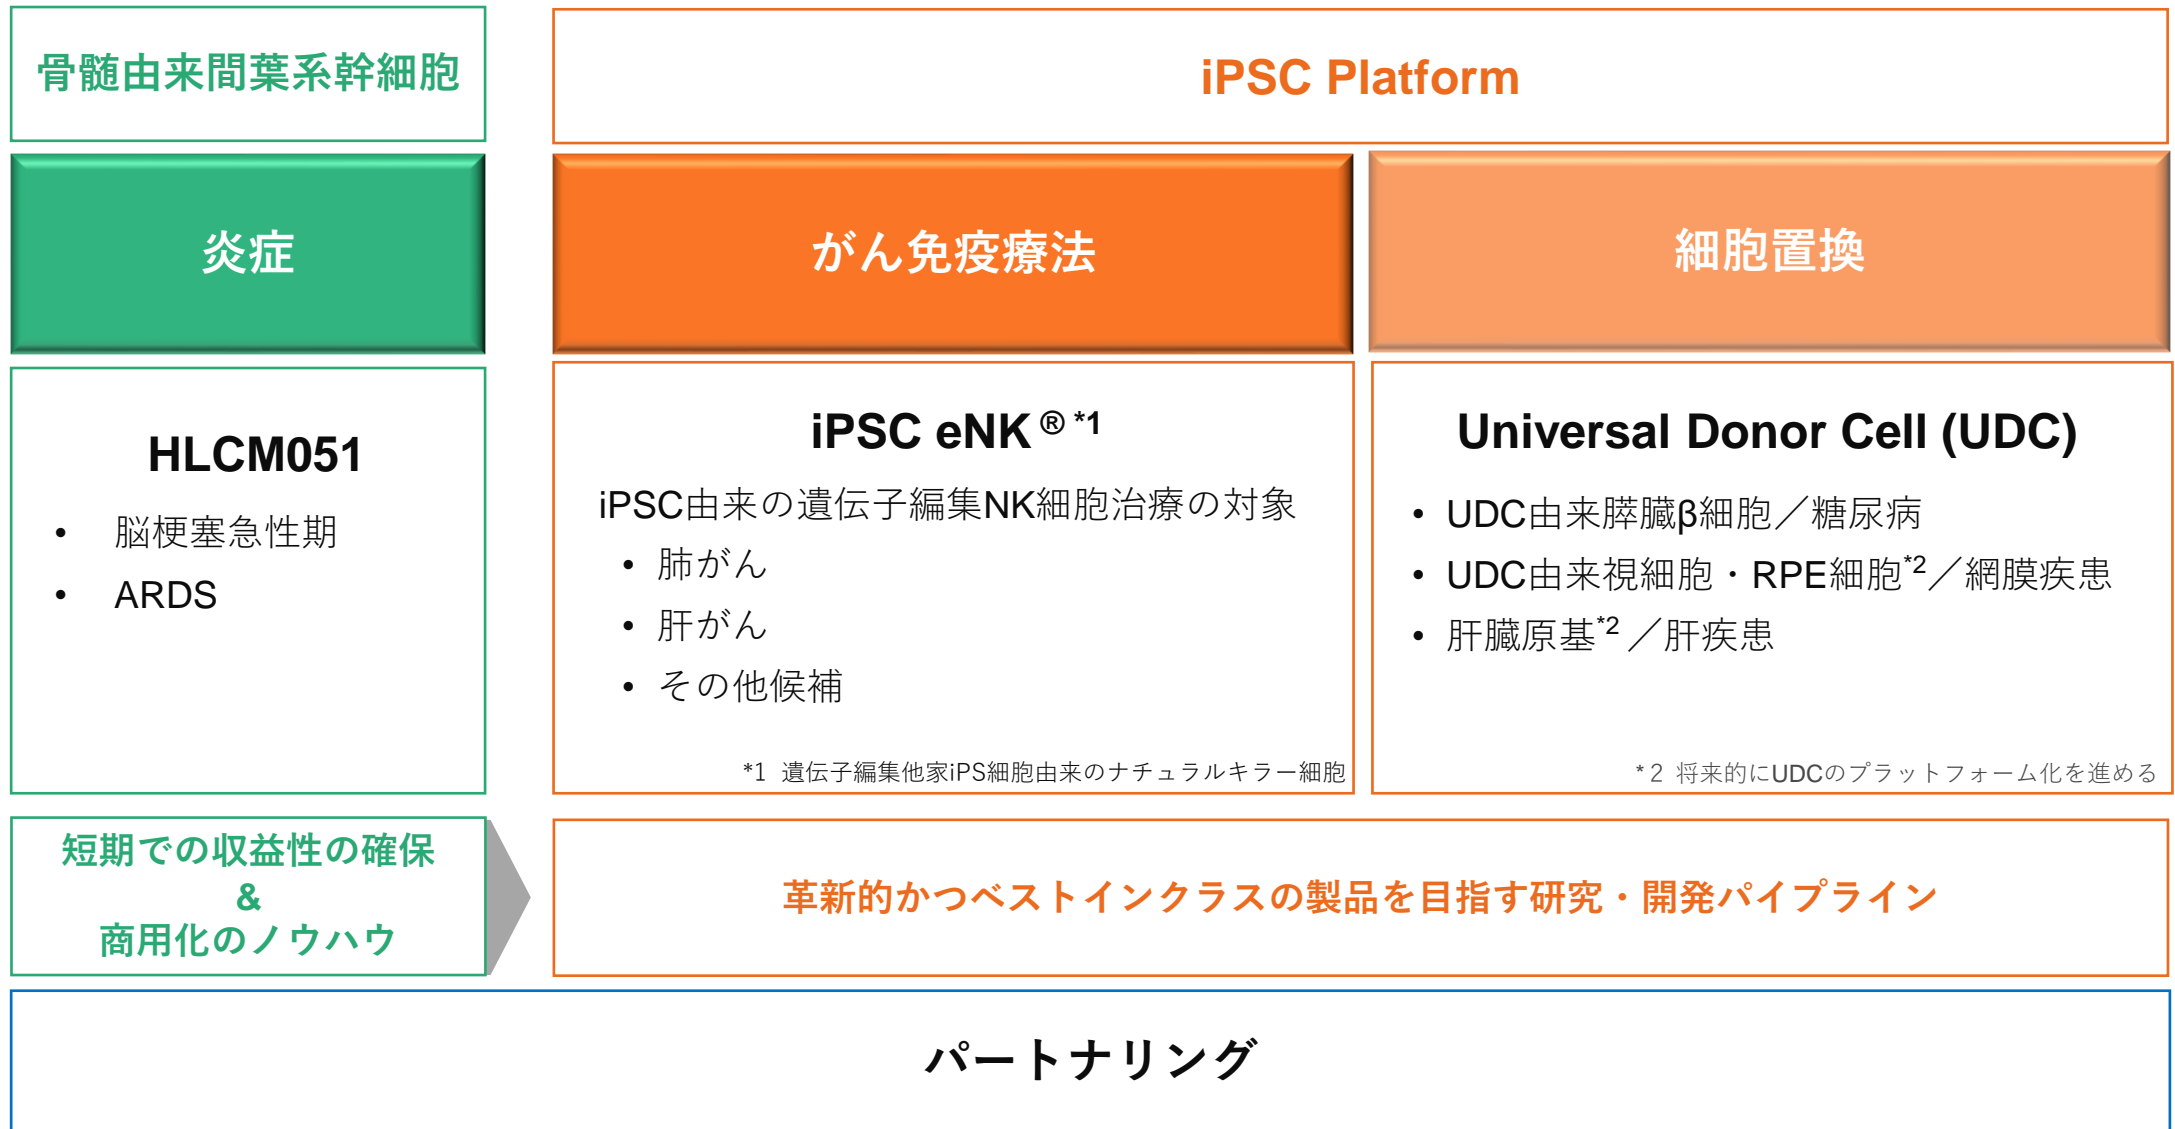 骨髄由来間葉系幹細胞
iPSC Platform
炎症
がん免疫療法
細胞置換
HLCM051
• 脳梗塞急性期
• ARDS
iPSC eNK® *1
iPSC由来の遺伝子編集NK細胞治療の対象
• 肺がん
• 肝がん
• その他候補
*1 遺伝子編集他家iPS細胞由来のナチュラルキラー細胞
Universal Donor Cell (UDC)
• UDC由来膵臓β細胞／糖尿病
• UDC由来視細胞・RPE細胞*2／網膜疾患
• 肝臓原基*2／肝疾患
*２ 将来的にUDCのプラットフォーム化を進める
短期での収益性の確保
&
商用化のノウハウ
革新的かつベストインクラスの製品を目指す研究・開発パイプライン
パートナリング